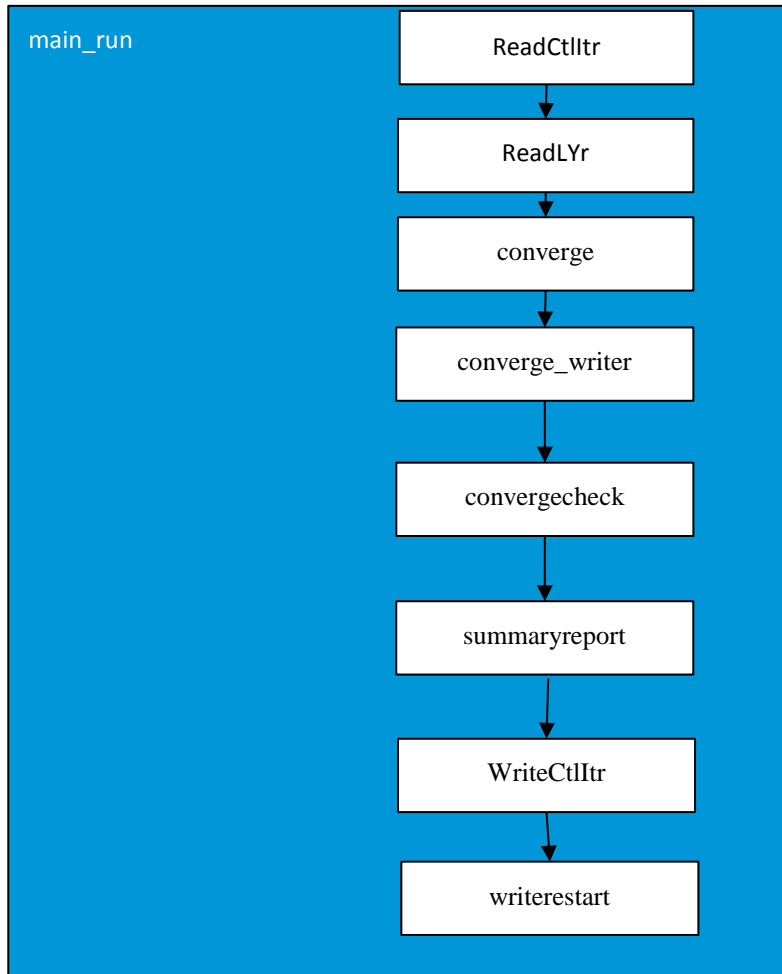 main_run
ReadCtlItr
ReadLYr
converge
converge_writer
convergecheck
summaryreport
WriteCtlItr
writerestart